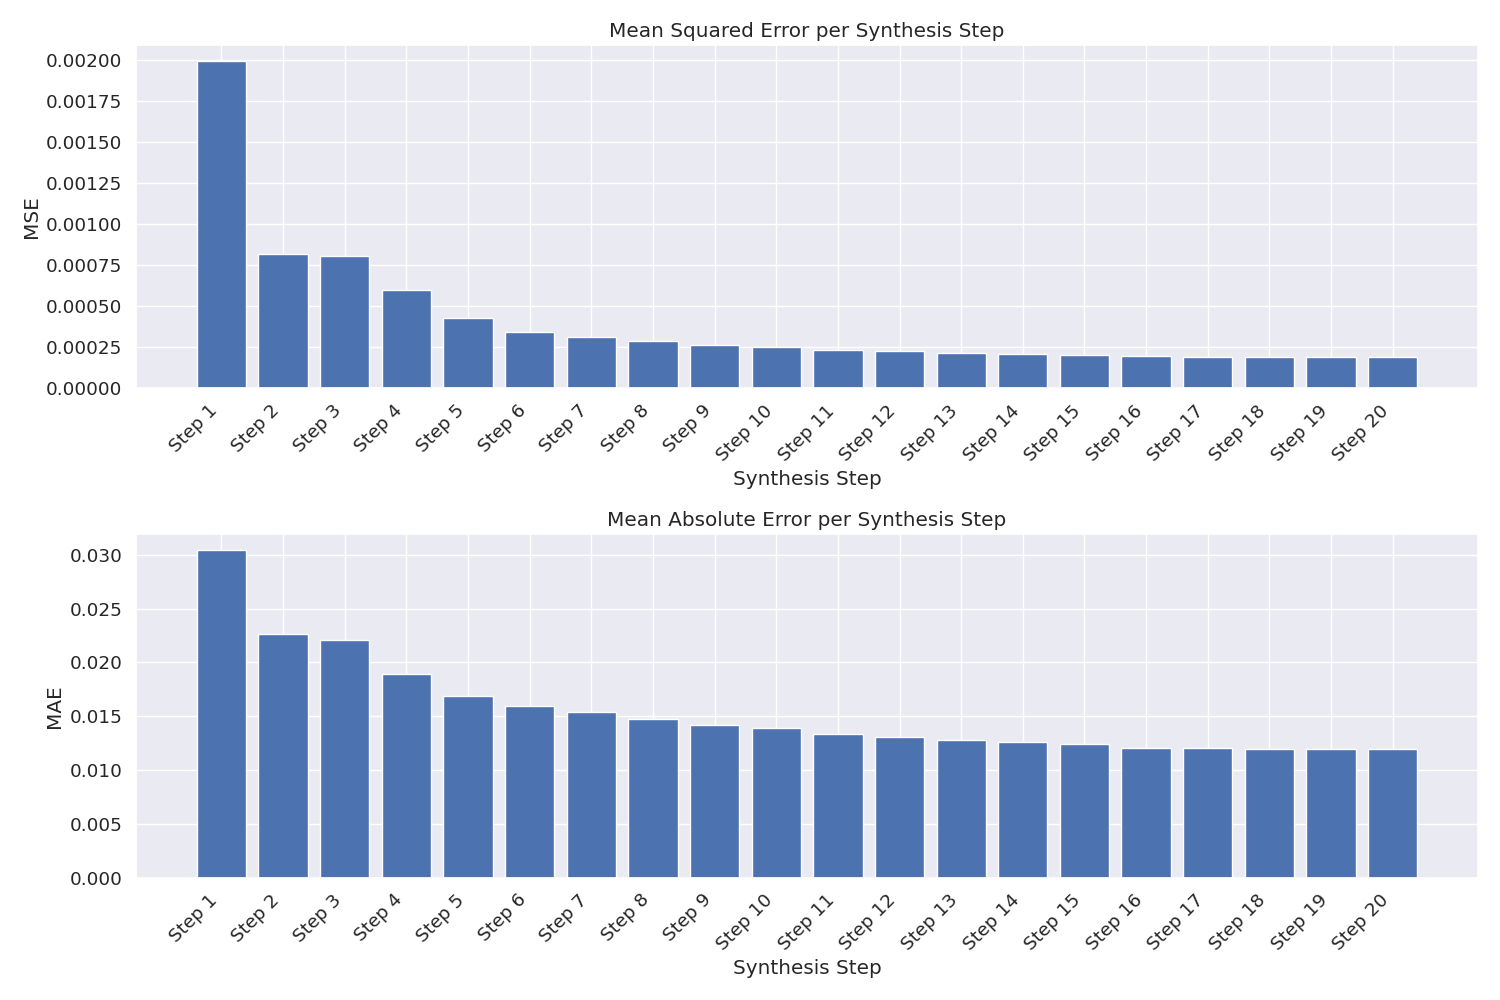 Mean Squared Error per Synthesis Step
0.00200
0.00175
0.00150
0.00125
0.00100
0.00075
0.00050
0.00025
0.00000
MSE
Step 1
Step 2
Step 3
Step 4
Step 5
Step 6
Step 7
Step 8
Step 9
Step 10
Step 11
Step 12
Step 13
Step 14
Step 15
Step 16
Step 17
Step 18
Step 19
Step 20
Synthesis Step
Mean Absolute Error per Synthesis Step
0.030
0.025
0.020
0.015
0.010
0.005
0.000
MAE
Step 1
Step 2
Step 3
Step 4
Step 5
Step 6
Step 7
Step 8
Step 9
Step 10
Step 11
Step 12
Step 13
Step 14
Step 15
Step 16
Step 17
Step 18
Step 19
Step 20
Synthesis Step